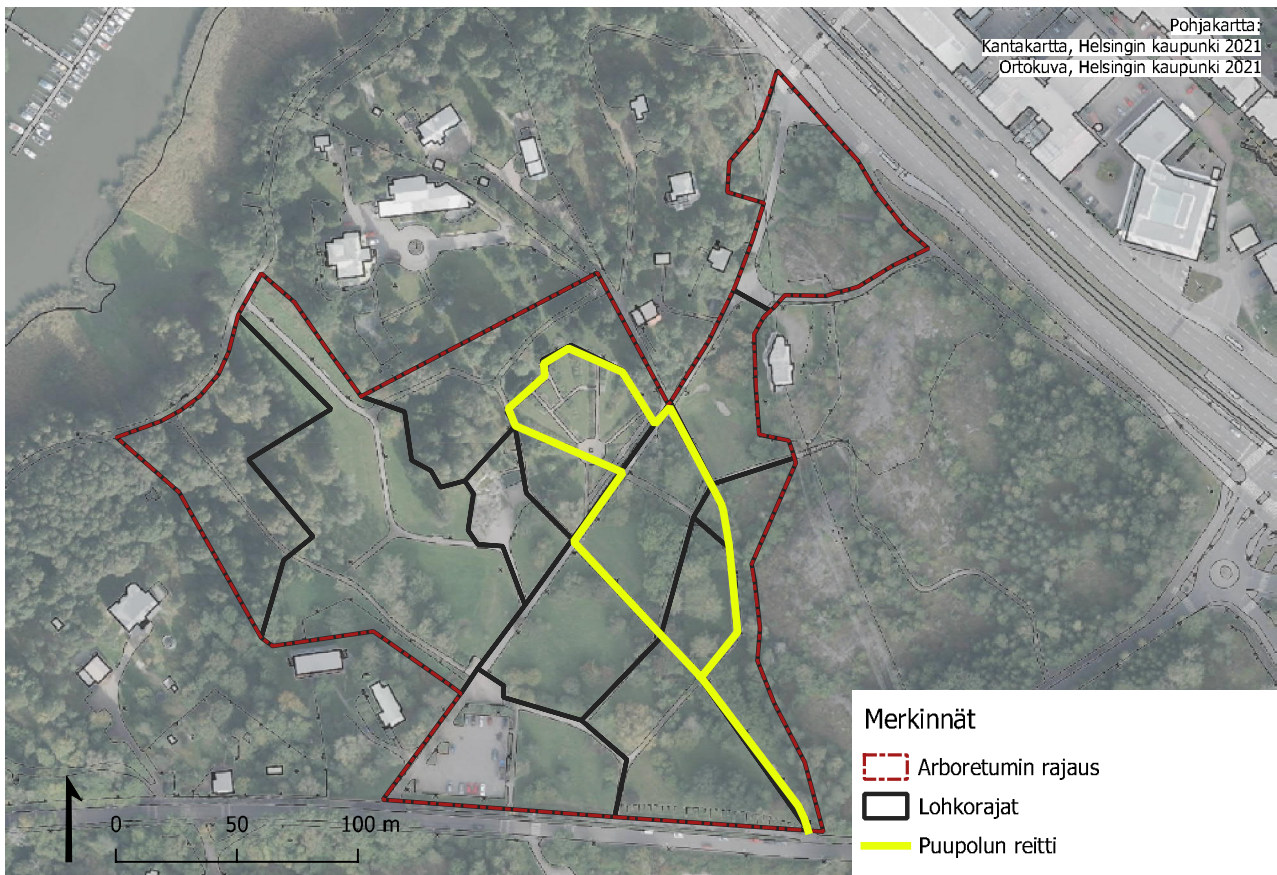 Pohjakartta:
Kantakartta, Helsingin kaupunki 2021
Ortokuva, Helsingin kaupunki 2021
Merkinnät
Arboretumin rajaus
Lohkorajat
Puupolun reitti
0 50 100 m